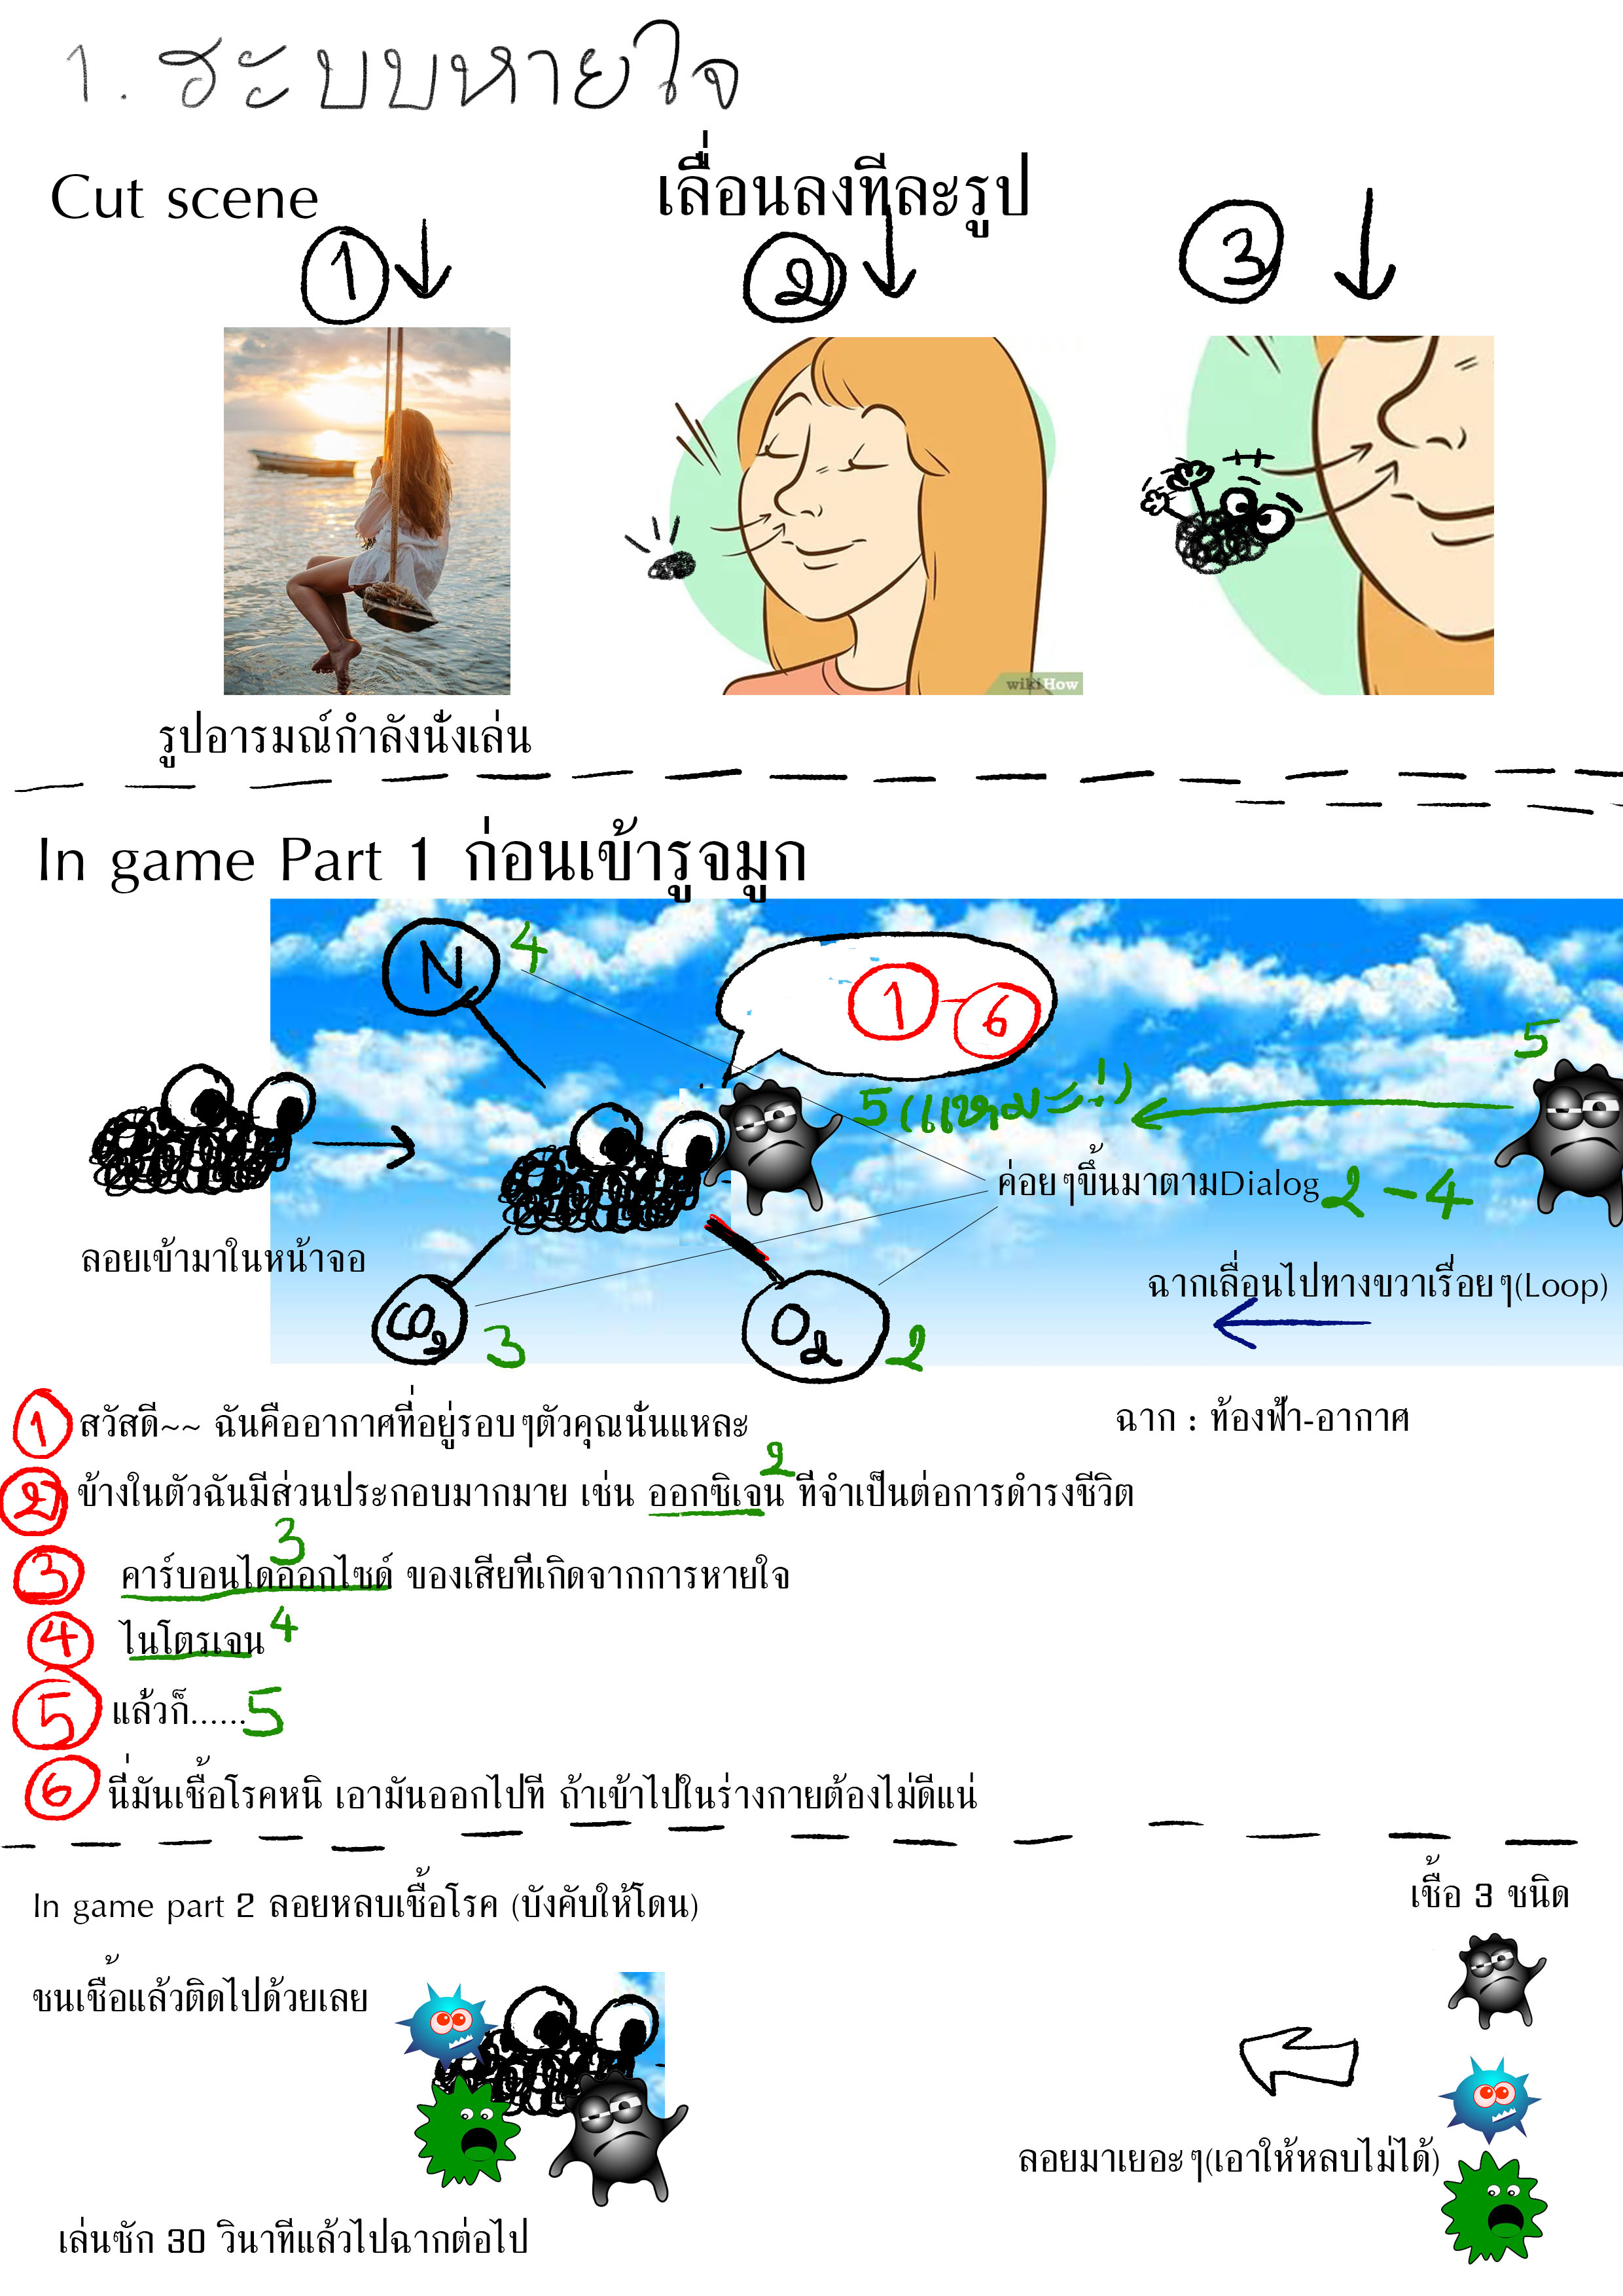 1. ระบบหายใจ
Cut scene
เลื่อนลงทีละรูป
1
2
3
wikiHow
รูปอารมณ์กำลังนั่งเล่น
In game Part 1 ก่อนเข้ารูจมูก
N 4
1 - 6
5
5 (แหมะ!)
ค่อยๆขึ้นมาตามDialog 2 - 4
ลอยเข้ามาในหน้าจอ
ฉากเลื่อนไปทางขวาเรื่อยๆ(Loop)
CO2 3
O2 2
1 สวัสดี~~ ฉันคืออากาศที่อยู่รอบๆตัวคุณนั่นแหละ
ฉาก : ท้องฟ้า-อากาศ
2 ข้างในตัวฉันมีส่วนประกอบมากมาย เช่น ออกซิเจน 2 ที่จำเป็นต่อการดำรงชีวิต
3 คาร์บอนไดออกไซด์ 3 ของเสียที่เกิดจากการหายใจ
4 ไนโตรเจน 4
5 แล้วก็...... 5
6 นี่มันเชื้อโรคหนิ เอามันออกไปที ถ้าเข้าไปในร่างกายต้องไม่ดีแน่
In game part 2 ลอยหลบเชื้อโรค (บังคับให้โดน)
เชื้อ 3 ชนิด
ชนเชื้อแล้วติดไปด้วยเลย
ลอยมาเยอะๆ(เอาให้หลบไม่ได้)
เล่นซัก 30 วินาทีแล้วไปฉากต่อไป